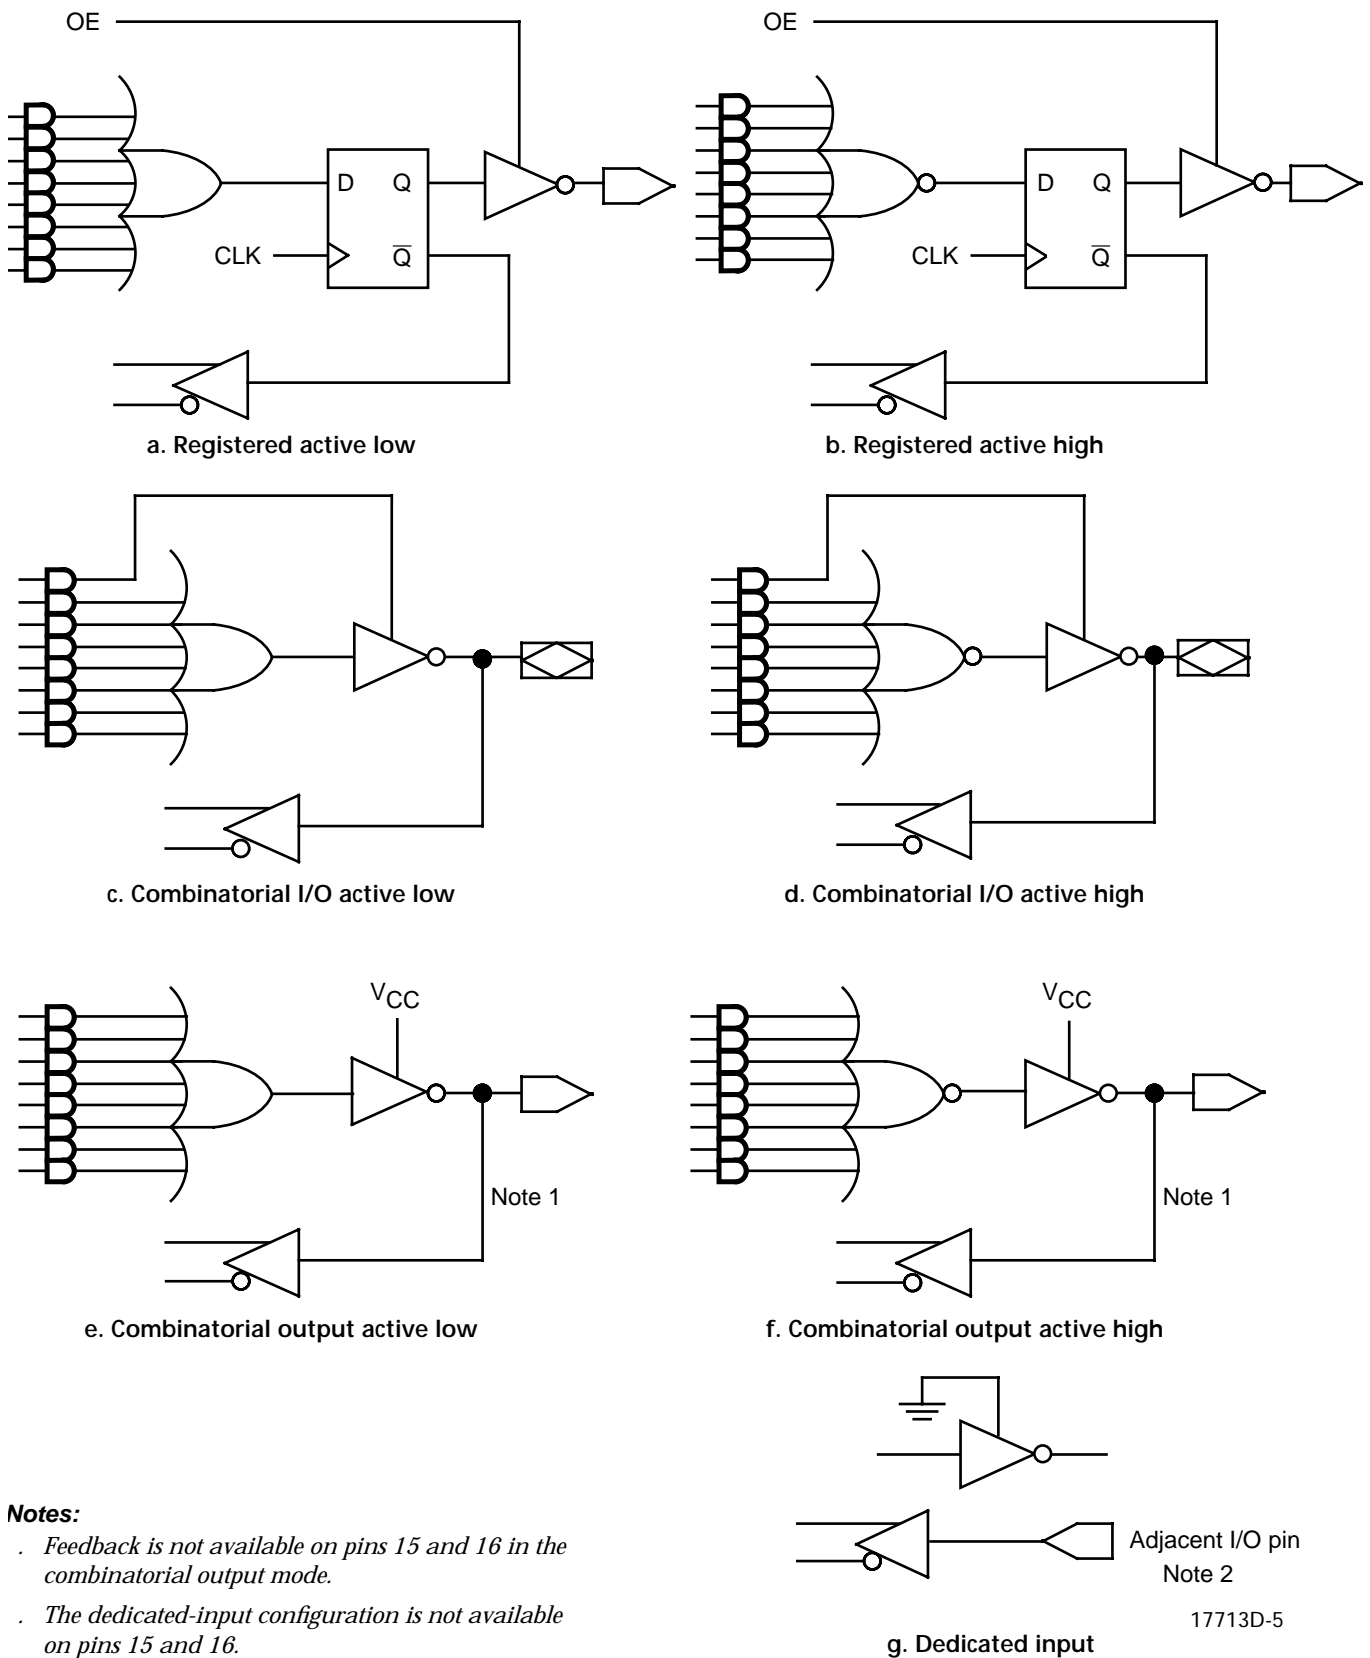 OE
OE
D Q
CLK
Q
D Q
CLK
Q
a. Registered active low
b. Registered active high
c. Combinatorial I/O active low
d. Combinatorial I/O active high
VCC
VCC
Note 1
Note 1
e. Combinatorial output active low
f. Combinatorial output active high
Notes:
. Feedback is not available on pins 15 and 16 in the
combinatorial output mode.
. The dedicated-input configuration is not available
on pins 15 and 16.
Adjacent I/O pin
Note 2
17713D-5
g. Dedicated input